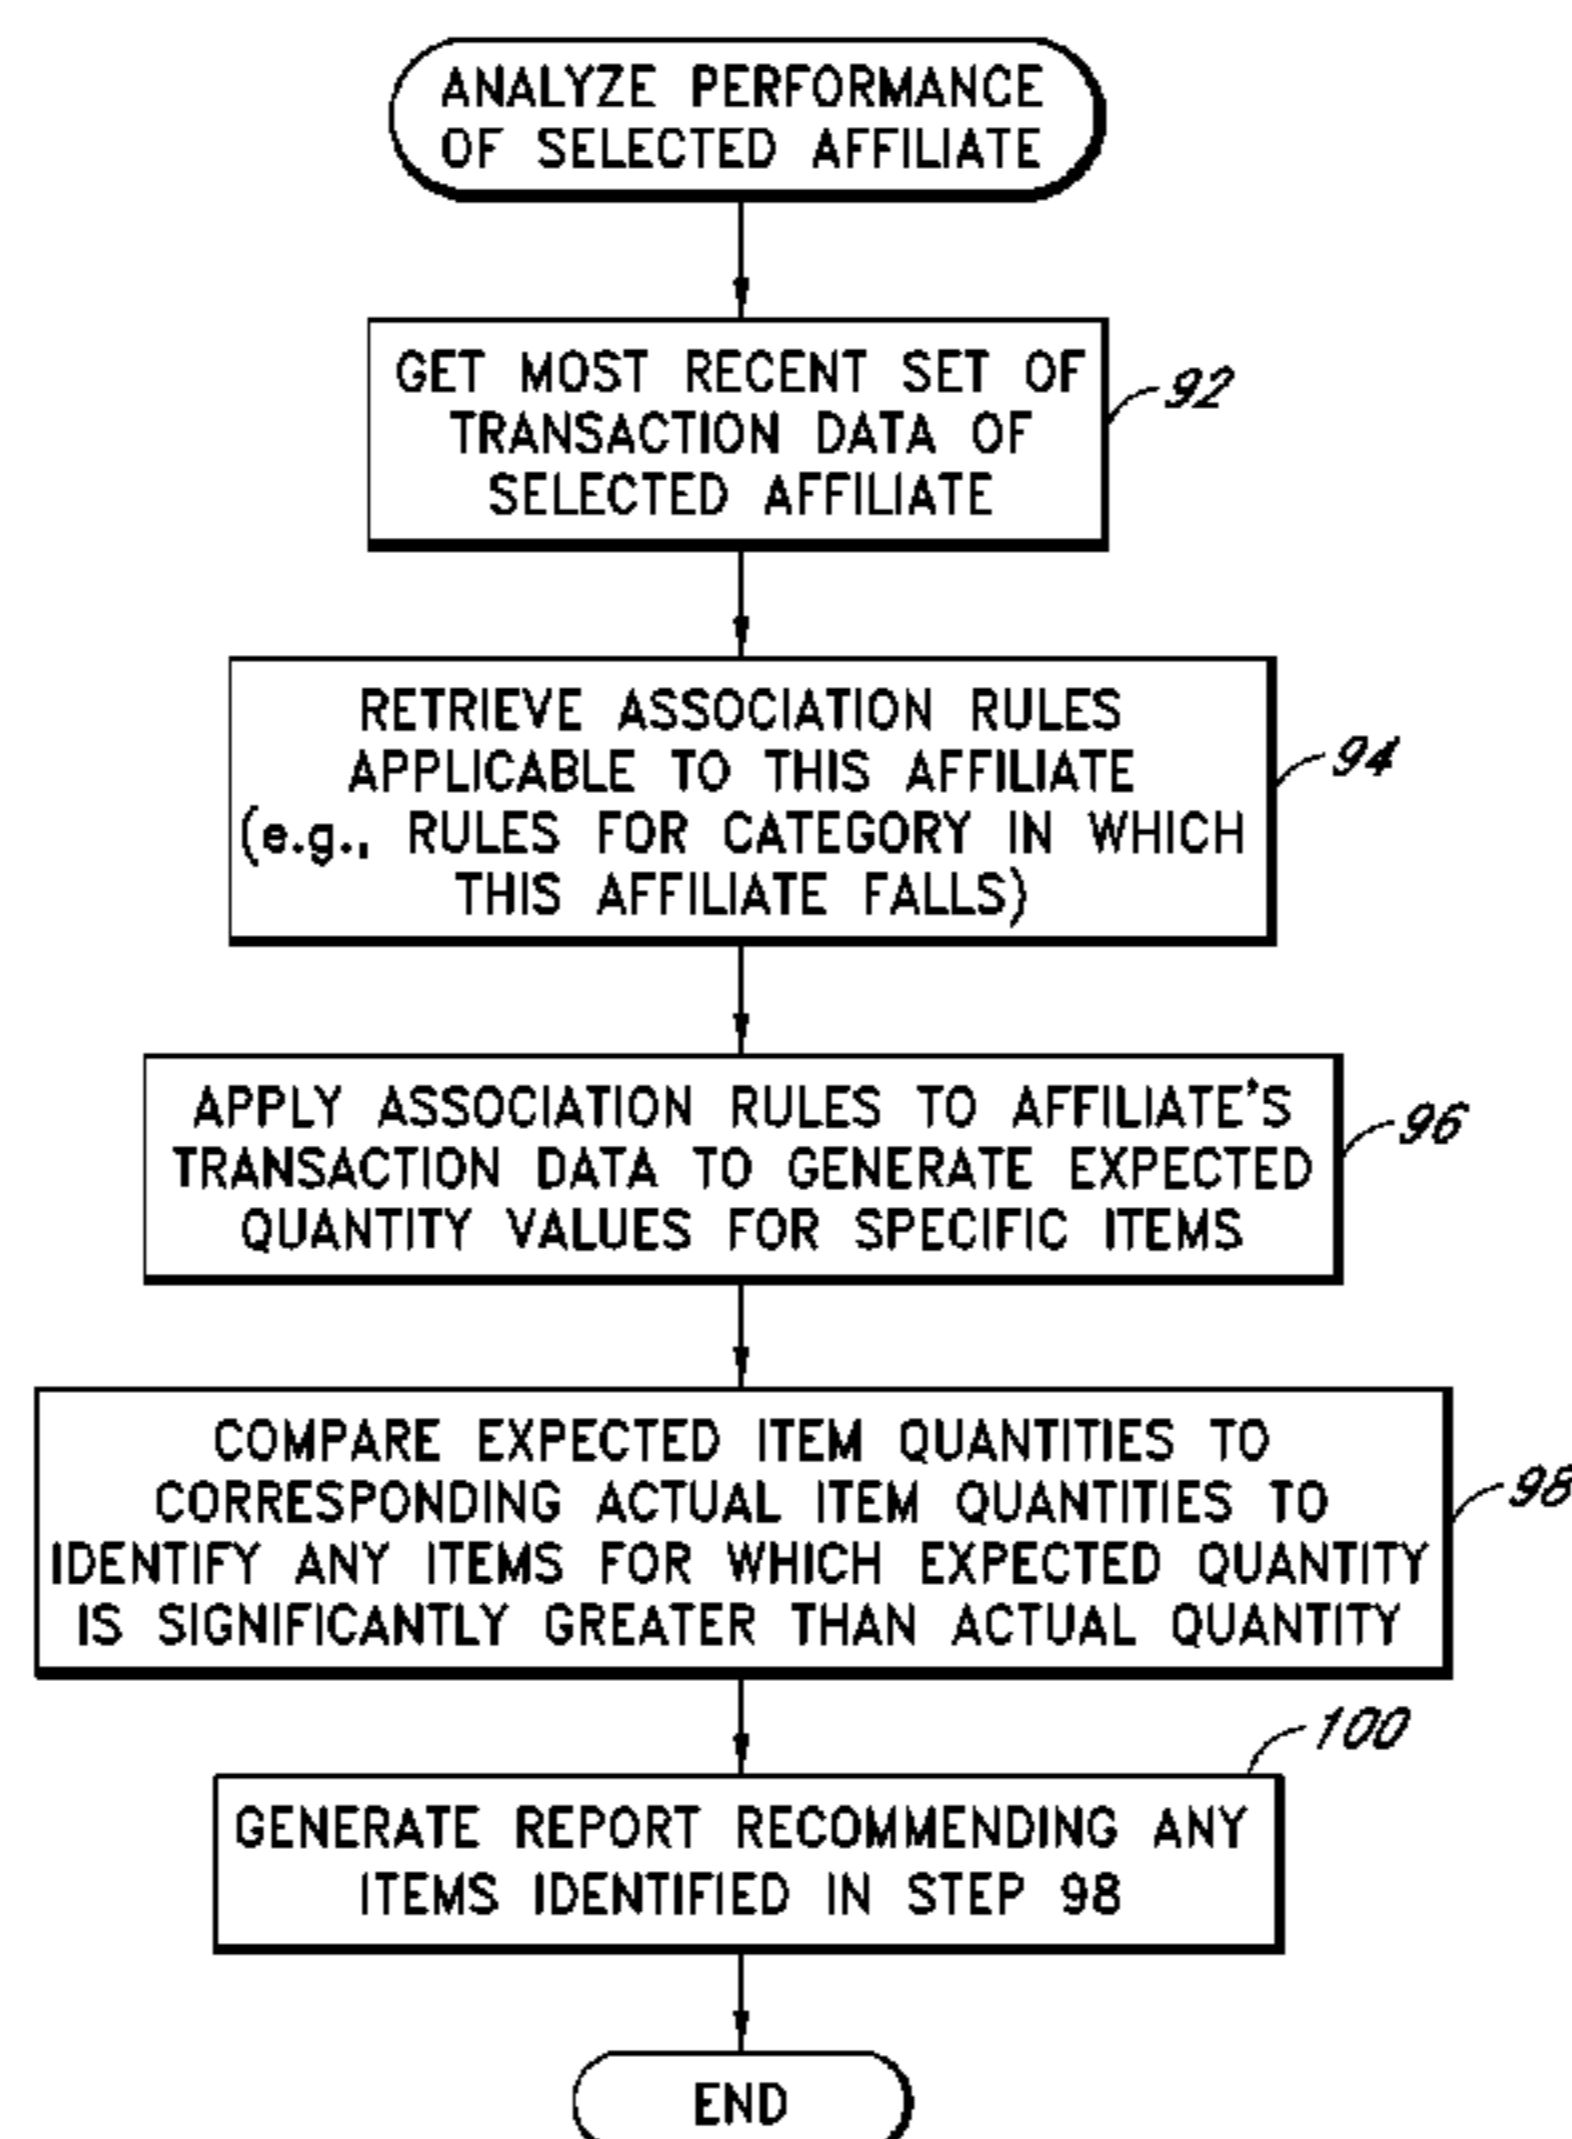 ANALYZE PERFORMANCE
OF SELECTED AFFILIATE
GET MOST RECENT SET OF
TRANSACTION DATA OF
SELECTED AFFILIATE
92
RETRIEVE ASSOCIATION RULES
APPLICABLE TO THIS AFFILIATE
(e.g., RULES FOR CATEGORY IN WHICH
THIS AFFILIATE FALLS)
94
APPLY ASSOCIATION RULES TO AFFILIATE'S
TRANSACTION DATA TO GENERATE EXPECTED
QUANTITY VALUES FOR SPECIFIC ITEMS
96
COMPARE EXPECTED ITEM QUANTITIES TO
CORRESPONDING ACTUAL ITEM QUANTITIES TO
IDENTIFY ANY ITEMS FOR WHICH EXPECTED QUANTITY
IS SIGNIFICANTLY GREATER THAN ACTUAL QUANTITY
98
100
GENERATE REPORT RECOMMENDING ANY
ITEMS IDENTIFIED IN STEP 98
END